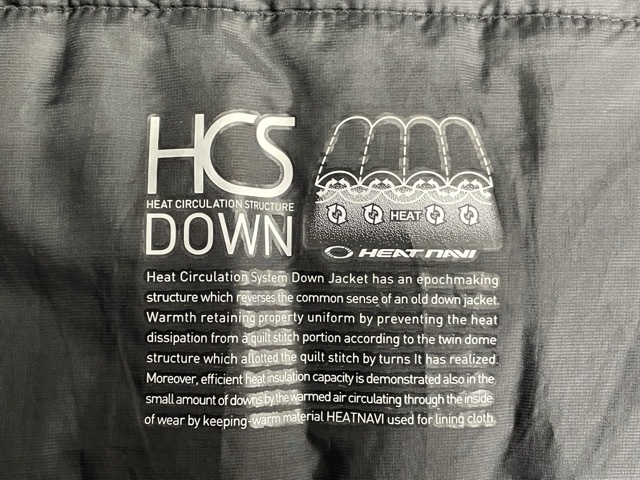 HCS
HEAT CIRCULATION STRUCTURE
DOWN
HEAT
HEAT NAVI
Heat Circulation System Down Jacket has an epochmaking
structure which reverses the common sense of an old down jacket.
Warmth retaining property uniform by preventing the heat
dissipation from a quilt stitch portion according to the twin dome
structure which allotted the quilt stitch by turns It has realized.
Moreover, efficient heat insulation capacity is demonstrated also in the
small amount of downs by the warmed air circulating through the inside
of wear by keeping-warm material HEATNAVI used for lining cloth.